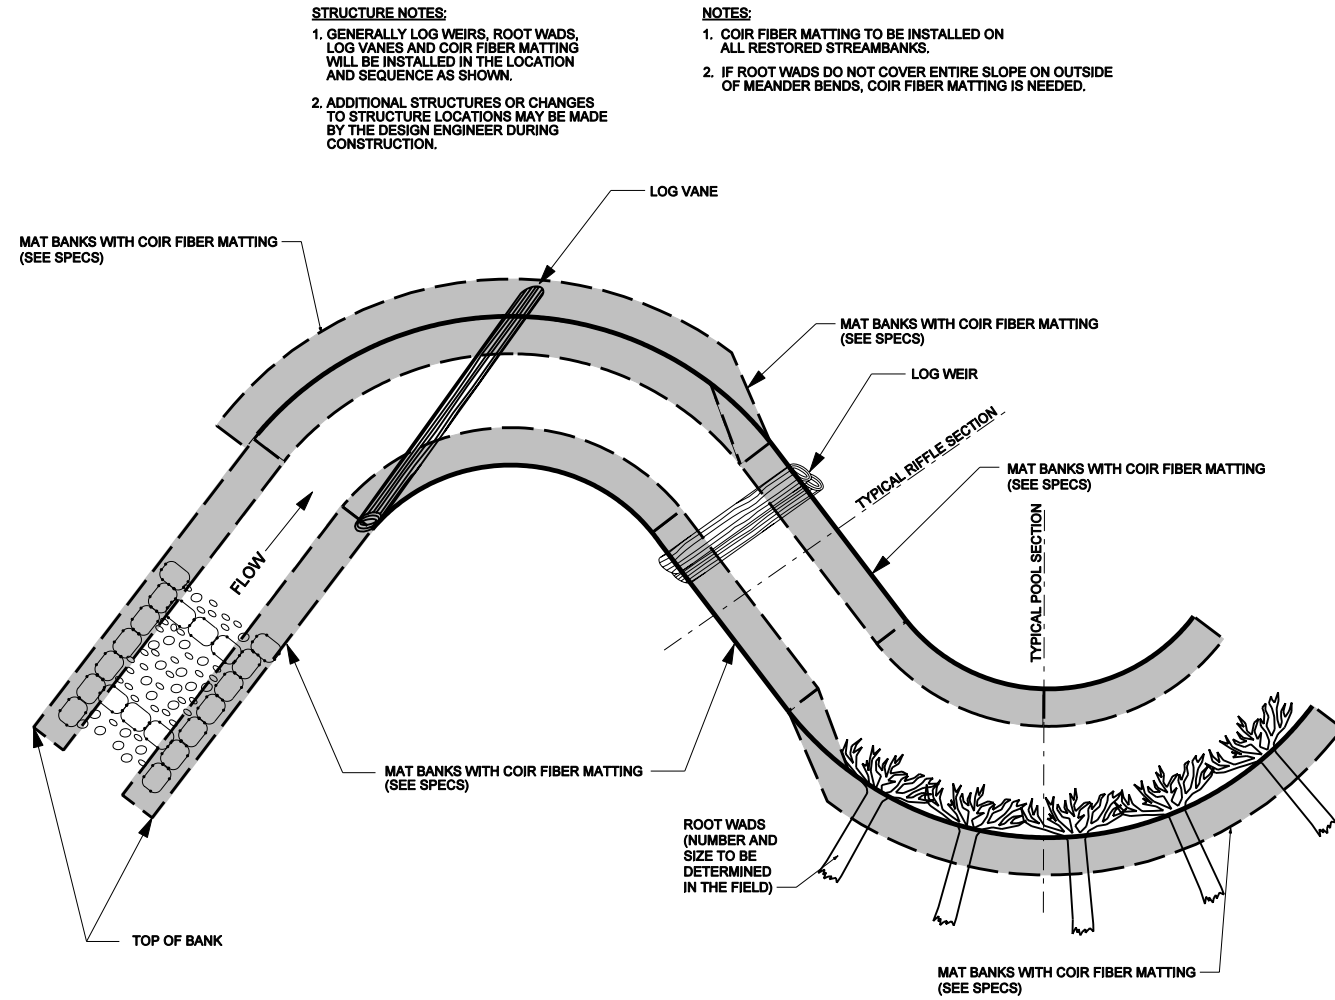 STRUCTURE NOTES:
1. GENERALLY LOG WEIRS, ROOT WADS,
LOG VANES AND COIR FIBER MATTING
WILL BE INSTALLED IN THE LOCATION
AND SEQUENCE AS SHOWN.
2. ADDITIONAL STRUCTURES OR CHANGES
TO STRUCTURE LOCATIONS MAY BE MADE
BY THE DESIGN ENGINEER DURING
CONSTRUCTION.
NOTES:
1. COIR FIBER MATTING TO BE INSTALLED ON
ALL RESTORED STREAMBANKS.
2. IF ROOT WADS DO NOT COVER ENTIRE SLOPE ON OUTSIDE
OF MEANDER BENDS, COIR FIBER MATTING IS NEEDED.
LOG VANE
MAT BANKS WITH COIR FIBER MATTING
(SEE SPECS)
MAT BANKS WITH COIR FIBER MATTING
(SEE SPECS)
LOG WEIR
TYPICAL RIFFLE SECTION
MAT BANKS WITH COIR FIBER MATTING
(SEE SPECS)
TYPICAL POOL SECTION
FLOW
MAT BANKS WITH COIR FIBER MATTING
(SEE SPECS)
ROOT WADS
(NUMBER AND
SIZE TO BE
DETERMINED
IN THE FIELD)
TOP OF BANK
MAT BANKS WITH COIR FIBER MATTING
(SEE SPECS)